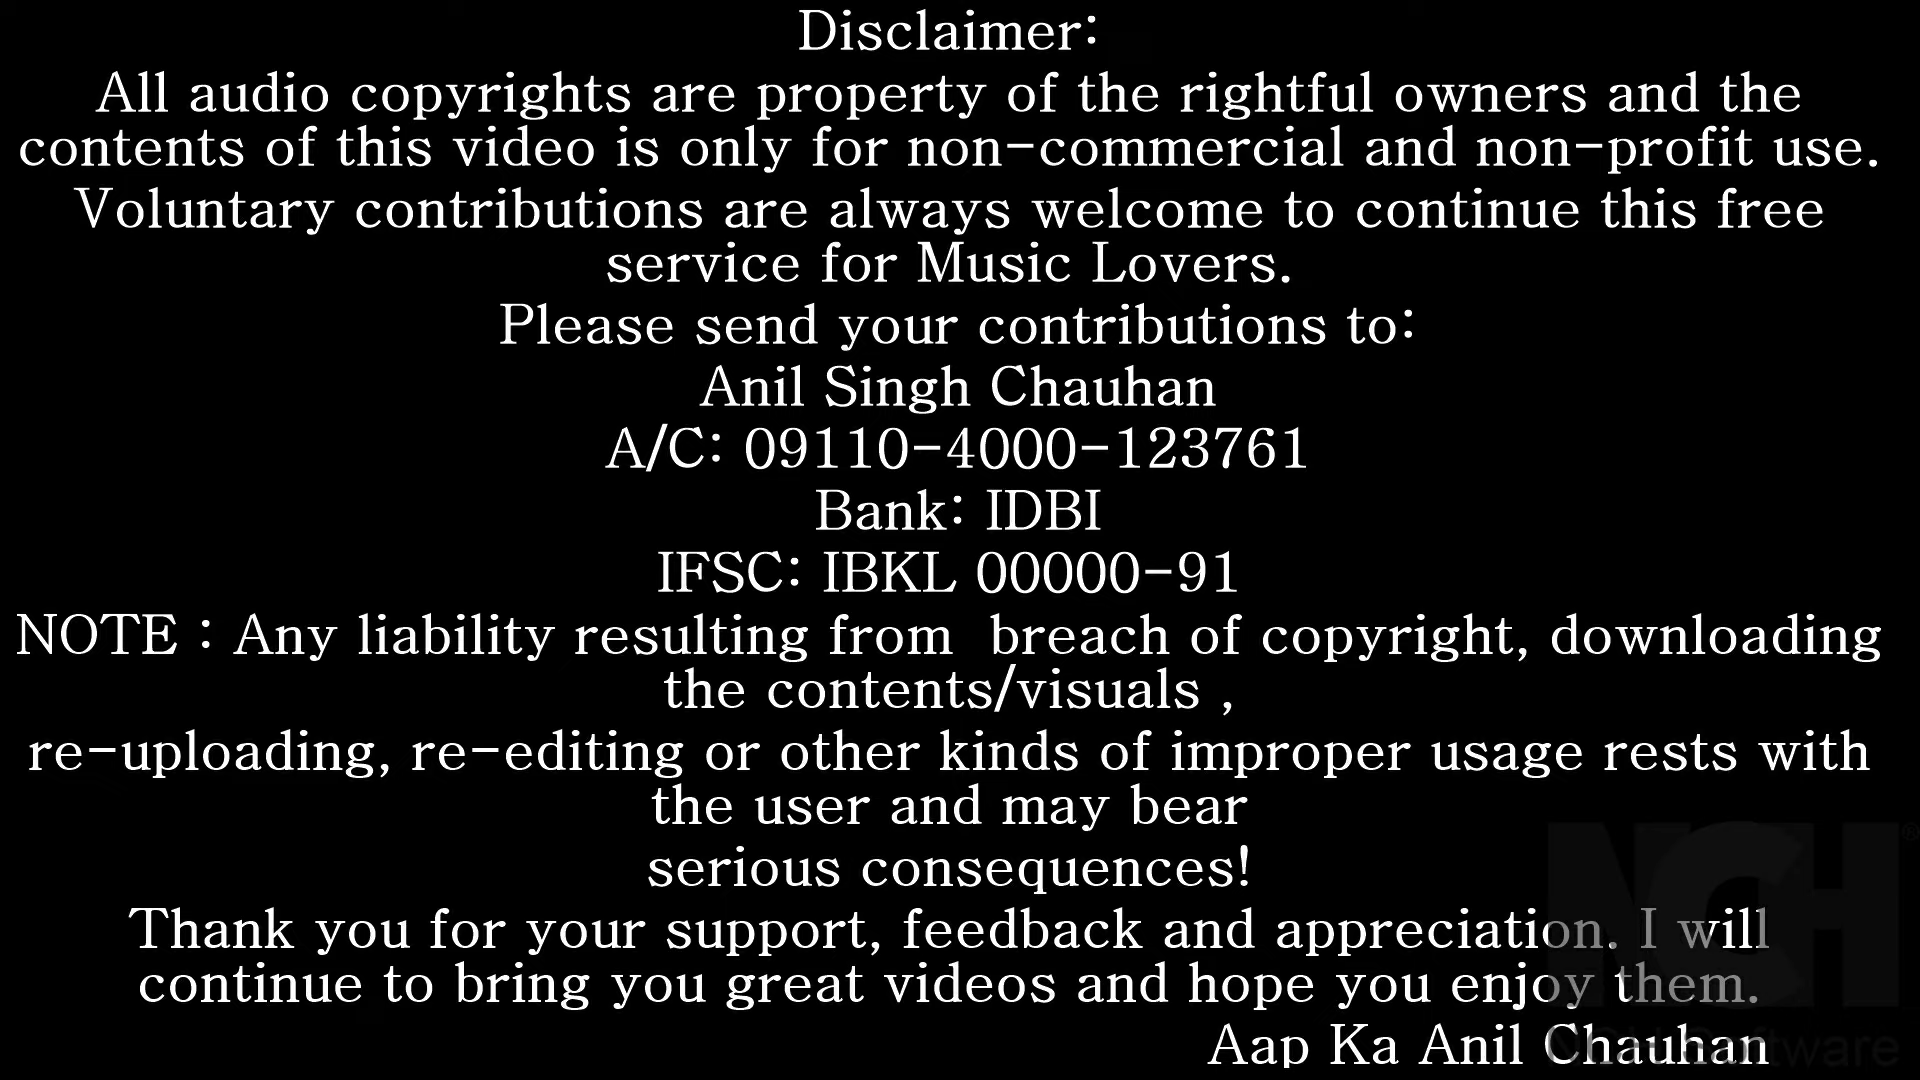 Disclaimer:
All audio copyrights are property of the rightful owners and the
contents of this video is only for non-commercial and non-profit use.
Voluntary contributions are always welcome to continue this free
service for Music Lovers.
Please send your contributions to:
Anil Singh Chauhan
A/C: 09110-4000-123761
Bank: IDBI
IFSC: IBKL 00000-91
NOTE : Any liability resulting from  breach of copyright, downloading
the contents/visuals ,
re-uploading, re-editing or other kinds of improper usage rests with
the user and may bear
serious consequences!
Thank you for your support, feedback and appreciation. I will
continue to bring you great videos and hope you enjoy them.
Aap Ka Anil Chauhan
NCH®
NCH Software